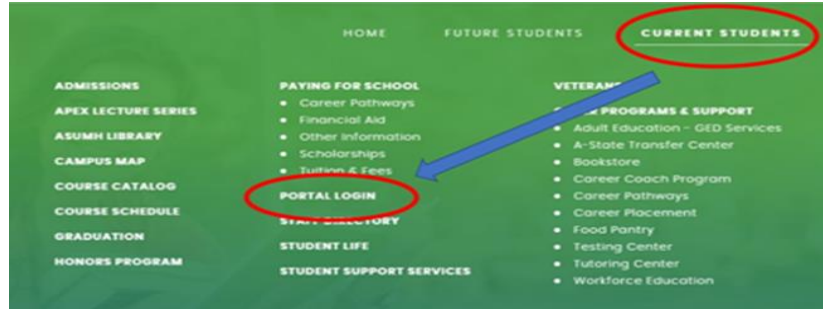 HOME FUTURE STUDENTS CURRENT STUDENTS
ADMISSIONS
APEX LECTURE SERIES
ASUMH LIBRARY
CAMPUS MAP
COURSE CATALOG
COURSE SCHEDULE
GRADUATION
HONORS PROGRAM
PAYING FOR SCHOOL
• Career Pathways
• Financial Aid
• Other Information
• Scholarships
• Tuition & Fees
PORTAL LOGIN
STAFF DIRECTORY
STUDENT LIFE
STUDENT SUPPORT SERVICES
VETERANS
PROGRAMS & SUPPORT
• Adult Education - GED Services
• A-State Transfer Center
• Bookstore
• Career Coach Program
• Career Pathways
• Career Placement
• Food Pantry
• Testing Center
• Tutoring Center
• Workforce Education